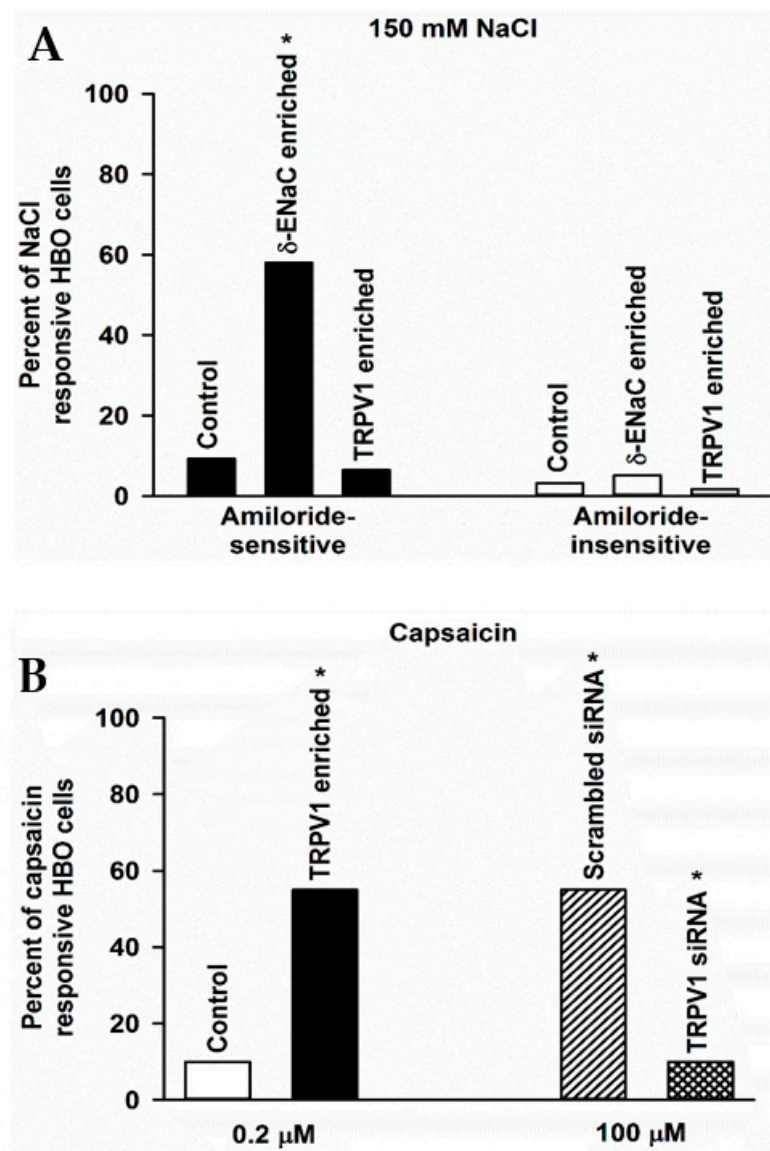 A
150 mM NaCl
Percent of NaCl
responsive HBO cells
100
80
60
40
20
0
Control
δ-ENaC enriched *
TRPV1 enriched
Control
δ-ENaC enriched
TRPV1 enriched
Amiloride-
sensitive
Amiloride-
insensitive
B
Capsaicin
Percent of capsaicin
responsive HBO cells
100
80
60
40
20
0
Control
TRPV1 enriched *
Scrambled siRNA *
TRPV1 siRNA *
0.2 μM
100 μM